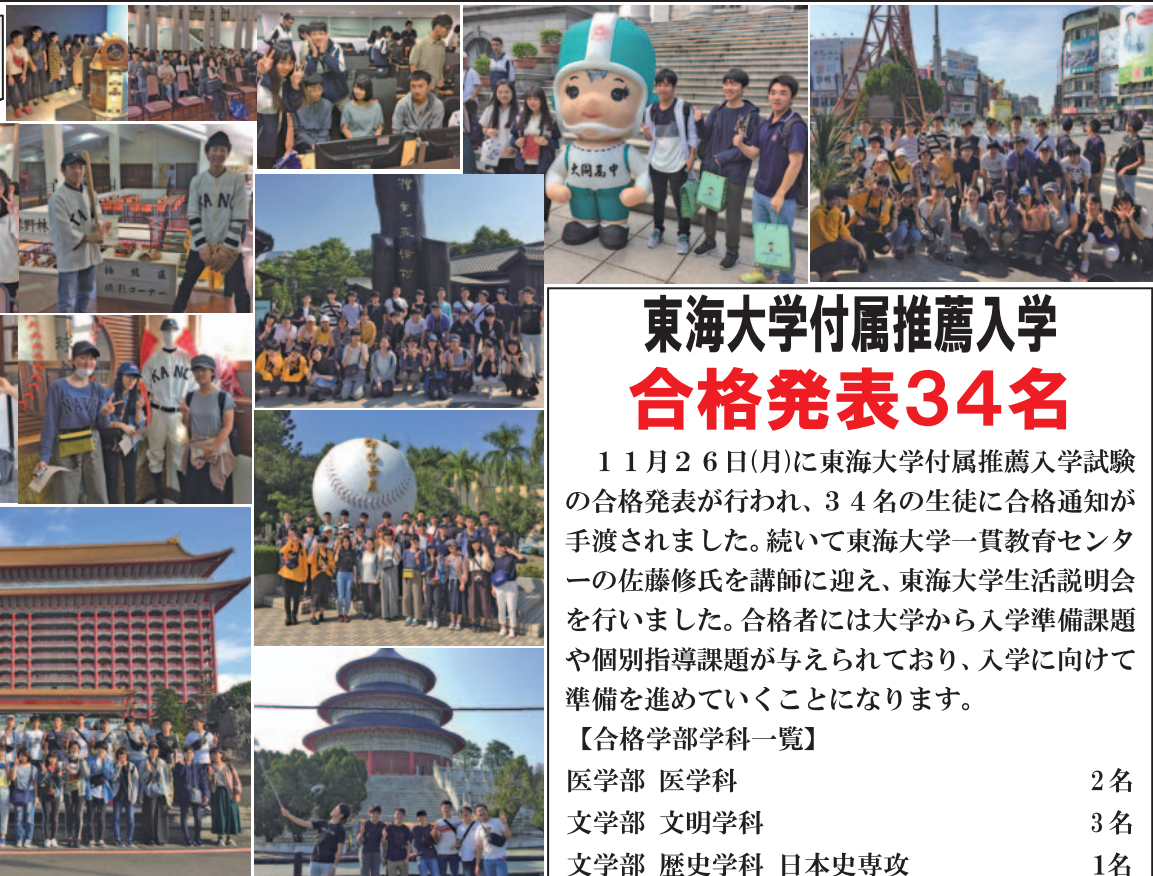 大同高中
KANO
KANO
撮影コーナー
KANO
東海大学付属推薦入学
合格発表34名
11月26日(月)に東海大学付属推薦入学試験
の合格発表が行われ、34名の生徒に合格通知が
手渡されました。続いて東海大学一貫教育センタ
ーの佐藤修氏を講師に迎え、東海大学生活説明会
を行いました。合格者には大学から入学準備課題
や個別指導課題が与えられており、入学に向けて
準備を進めていくことになります。
【合格学部学科一覧】
医学部 医学科 2名
文学部 文明学科 3名
文学部 歴史学科 日本史専攻 1名